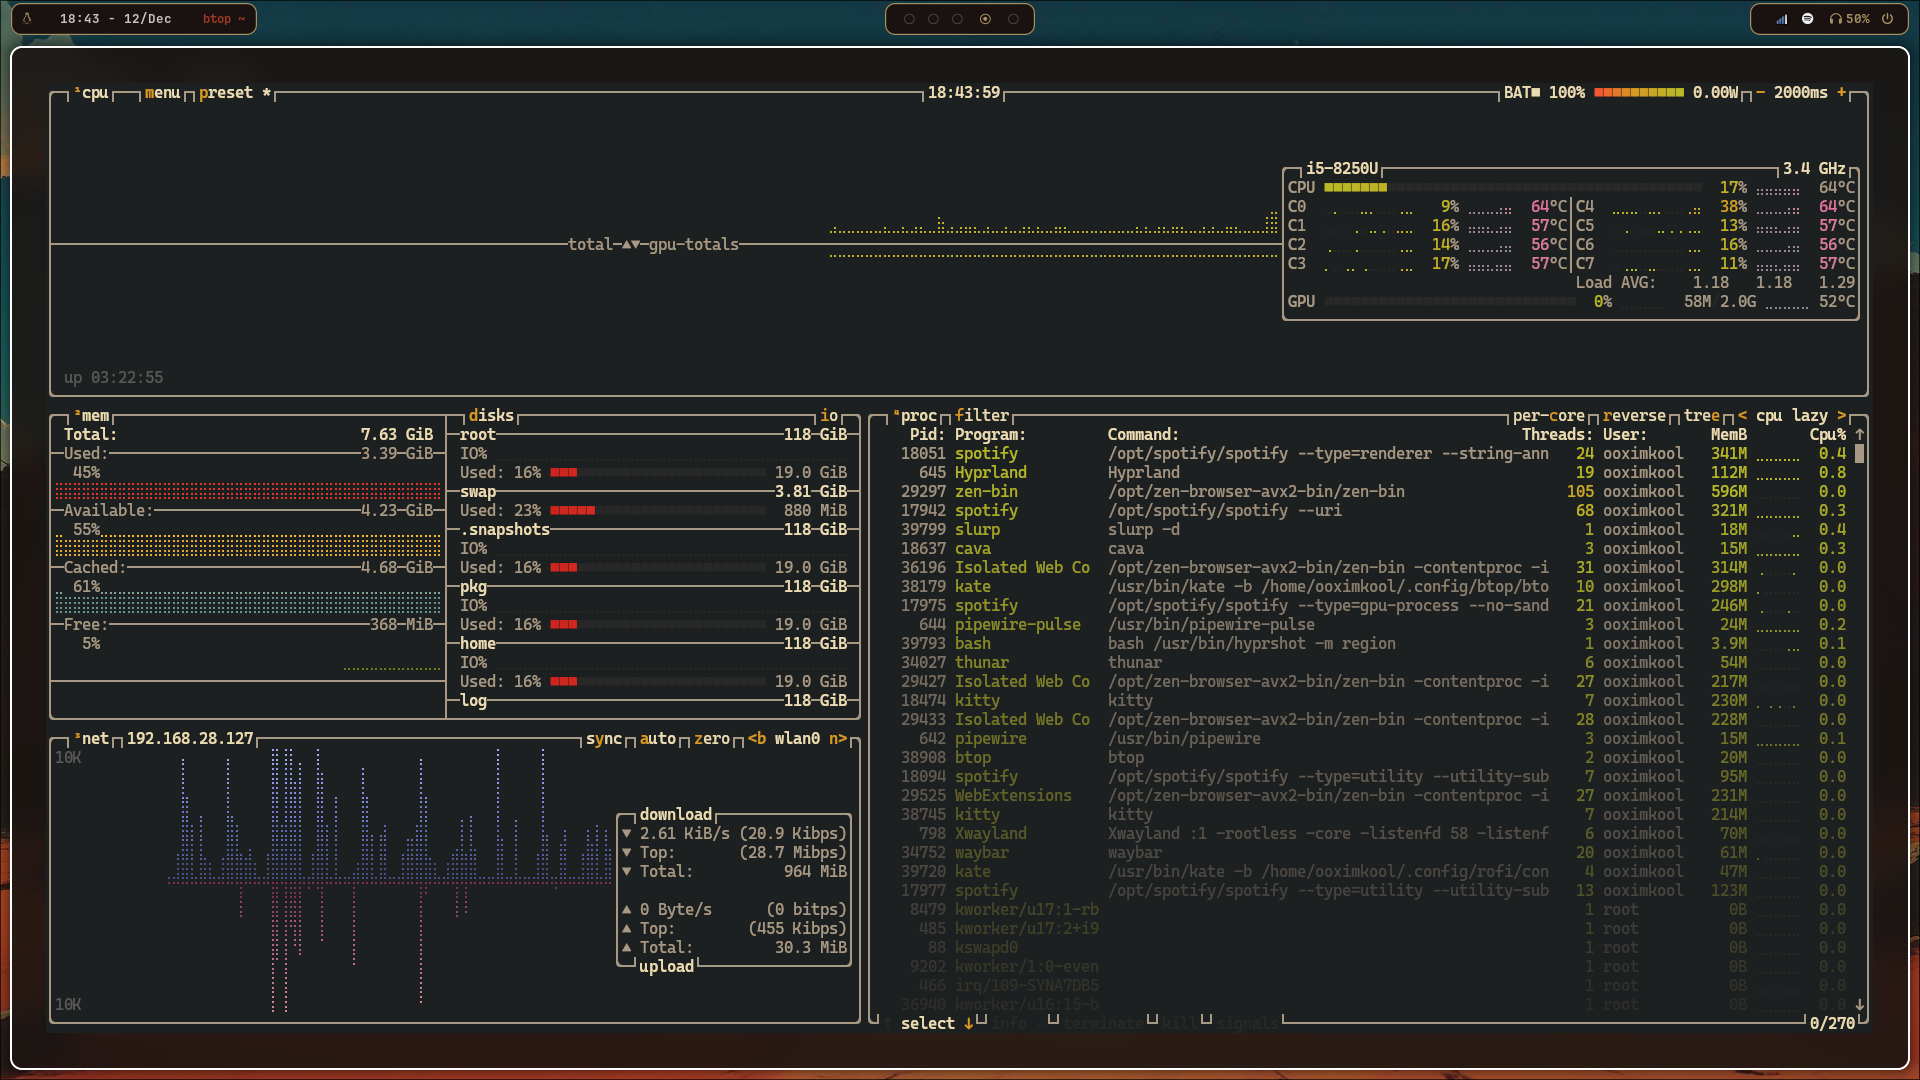 18:43 - 12/Dec btop ~
50%
¹cpu menu preset * 18:43:59 BAT■ 100% 0.00W - 2000ms +
i5-8250U 3.4 GHz
CPU 17% 64°C
C0 9% 64°C C4 38% 64°C
C1 16% 57°C C5 13% 57°C
total ▲▼ gpu-totals
C2 14% 56°C C6 16% 56°C
C3 17% 57°C C7 11% 57°C
Load AVG: 1.18 1.18 1.29
GPU 0% 58M 2.0G 52°C
up 03:22:55
²mem
Total: 7.63 GiB
Used: 3.39 GiB
45%
Available: 4.23 GiB
55%
Cached: 4.68 GiB
61%
Free: 368 MiB
5%
disks io
root 118 GiB
IO%
Used: 16% 19.0 GiB
swap 3.81 GiB
Used: 23% 880 MiB
.snapshots 118 GiB
IO%
Used: 16% 19.0 GiB
pkg 118 GiB
IO%
Used: 16% 19.0 GiB
home 118 GiB
IO%
Used: 16% 19.0 GiB
log 118 GiB
³net 192.168.28.127 sync auto zero <b wlan0 n>
10K
download
▼ 2.61 KiB/s (20.9 Kibps)
▼ Top: (28.7 Mibps)
▼ Total: 964 MiB
▲ 0 Byte/s (0 bitps)
▲ Top: (455 Kibps)
▲ Total: 30.3 MiB
upload
10K
⁴proc filter per-core reverse tree < cpu lazy >
Pid: Program: Command: Threads: User: MemB Cpu% ↑
18051 spotify /opt/spotify/spotify --type=renderer --string-ann 24 ooximkool 341M 0.4
645 Hyprland Hyprland 19 ooximkool 112M 0.8
29297 zen-bin /opt/zen-browser-avx2-bin/zen-bin 105 ooximkool 596M 0.0
17942 spotify /opt/spotify/spotify --uri 68 ooximkool 321M 0.3
39799 slurp slurp -d 1 ooximkool 18M 0.4
18637 cava cava 3 ooximkool 15M 0.3
36196 Isolated Web Co /opt/zen-browser-avx2-bin/zen-bin -contentproc -i 31 ooximkool 314M 0.0
38179 kate /usr/bin/kate -b /home/ooximkool/.config/btop/bto 10 ooximkool 298M 0.0
17975 spotify /opt/spotify/spotify --type=gpu-process --no-sand 21 ooximkool 246M 0.0
644 pipewire-pulse /usr/bin/pipewire-pulse 3 ooximkool 24M 0.2
39793 bash bash /usr/bin/hyprshot -m region 1 ooximkool 3.9M 0.1
34027 thunar thunar 6 ooximkool 54M 0.0
29427 Isolated Web Co /opt/zen-browser-avx2-bin/zen-bin -contentproc -i 27 ooximkool 217M 0.0
18474 kitty kitty 7 ooximkool 230M 0.0
29433 Isolated Web Co /opt/zen-browser-avx2-bin/zen-bin -contentproc -i 28 ooximkool 228M 0.0
642 pipewire /usr/bin/pipewire 3 ooximkool 15M 0.1
38908 btop btop 2 ooximkool 20M 0.0
18094 spotify /opt/spotify/spotify --type=utility --utility-sub 7 ooximkool 95M 0.0
29525 WebExtensions /opt/zen-browser-avx2-bin/zen-bin -contentproc -i 27 ooximkool 231M 0.0
38745 kitty kitty 7 ooximkool 214M 0.0
798 Xwayland Xwayland :1 -rootless -core -listenfd 58 -listenf 6 ooximkool 70M 0.0
34752 waybar waybar 20 ooximkool 61M 0.0
39720 kate /usr/bin/kate -b /home/ooximkool/.config/rofi/con 4 ooximkool 47M 0.0
17977 spotify /opt/spotify/spotify --type=utility --utility-sub 13 ooximkool 123M 0.0
8479 kworker/u17:1-rb 1 root 0B 0.0
485 kworker/u17:2+i9 1 root 0B 0.0
88 kswapd0 1 root 0B 0.0
9202 kworker/1:0-even 1 root 0B 0.0
466 irq/109-SYNA7DB5 1 root 0B 0.0
36940 kworker/u16:15-b 1 root 0B 0.0 ↓
↑ select ↓ info terminate kill signals 0/270